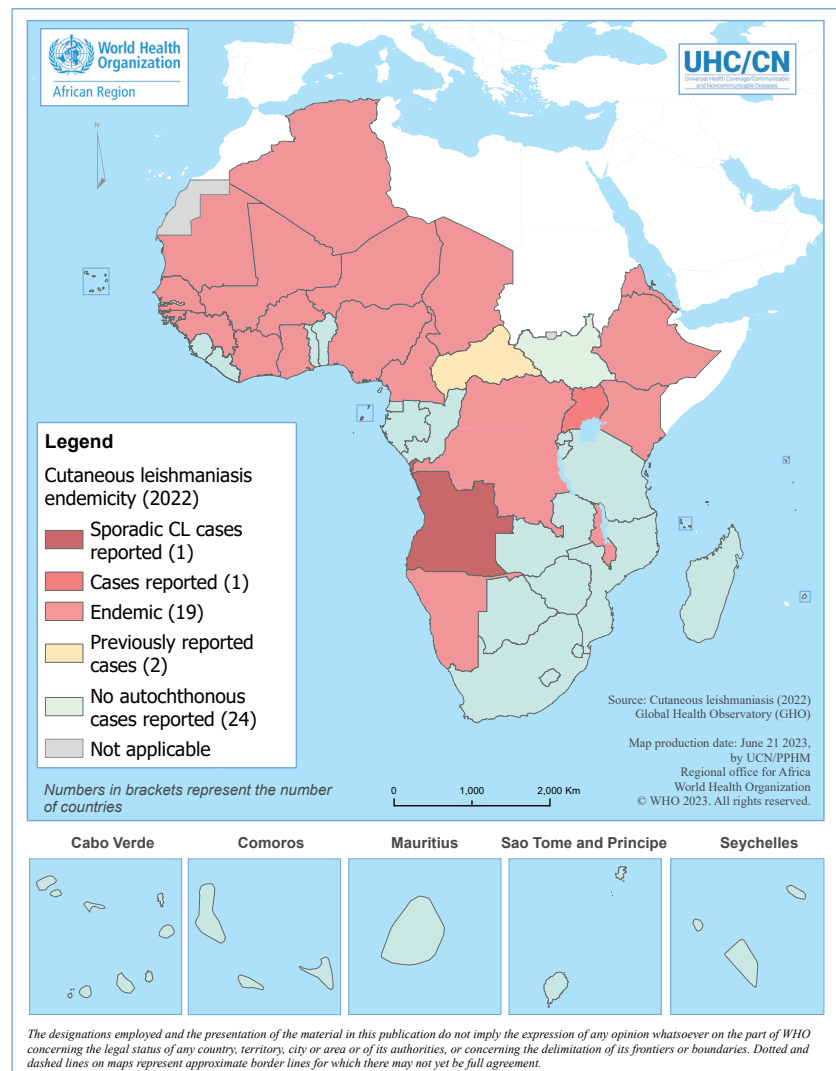 World Health
Organization
African Region
UHC/CN
Universal Health Coverage/Communicable
and Noncommunicable Diseases
N
Legend
Cutaneous leishmaniasis
endemicity (2022)
Sporadic CL cases
reported (1)
Cases reported (1)
Endemic (19)
Previously reported
cases (2)
No autochthonous
cases reported (24)
Not applicable
Numbers in brackets represent the number
of countries
0 1,000 2,000 Km
Source: Cutaneous leishmaniasis (2022)
Global Health Observatory (GHO)
Map production date: June 21 2023,
by UCN/PPHM
Regional office for Africa
World Health Organization
© WHO 2023. All rights reserved.
Cabo Verde Comoros Mauritius Sao Tome and Principe Seychelles
The designations employed and the presentation of the material in this publication do not imply the expression of any opinion whatsoever on the part of WHO
concerning the legal status of any country, territory, city or area or of its authorities, or concerning the delimitation of its frontiers or boundaries. Dotted and
dashed lines on maps represent approximate border lines for which there may not yet be full agreement.